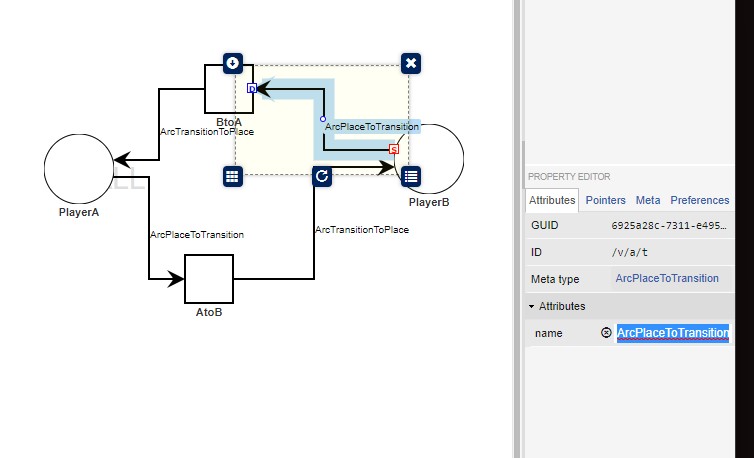 BtoA
ArcTransitionToPlace
D
ArcPlaceToTransition
S
LL
PlayerA
PlayerB
ArcPlaceToTransition
ArcTransitionToPlace
AtoB
PROPERTY EDITOR
Attributes Pointers Meta Preferences
GUID 6925a28c-7311-e495…
ID /v/a/t
Meta type ArcPlaceToTransition
Attributes
name ArcPlaceToTransition